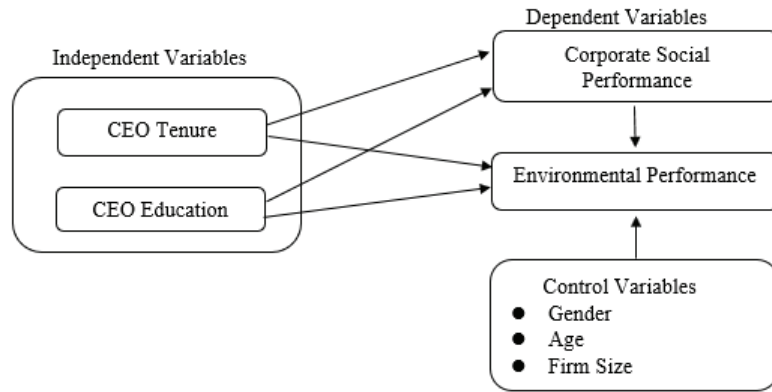 Dependent Variables
Independent Variables
Corporate Social
Performance
CEO Tenure
Environmental Performance
CEO Education
Control Variables
● Gender
● Age
● Firm Size